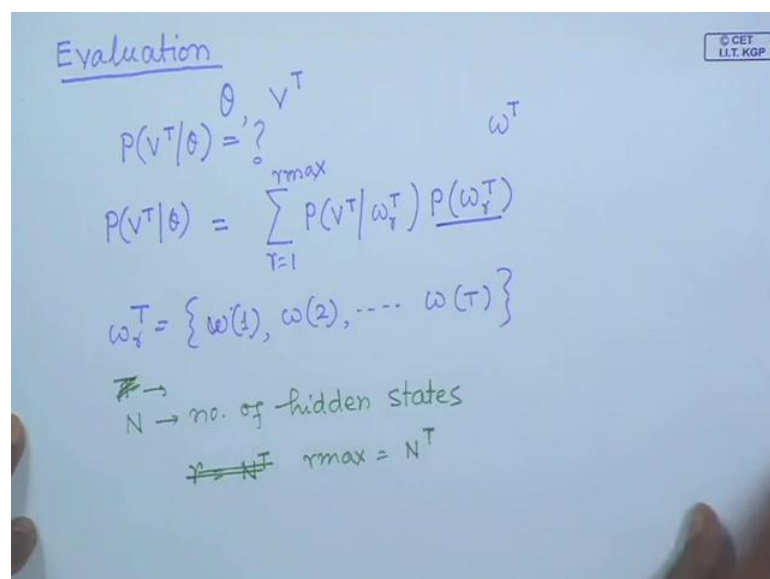 Evaluation
© CET
I.I.T. KGP
θ, V^T
P(V^T/θ) = ?
ω^T
P(V^T|θ) = ∑_{r=1}^{rmax} P(V^T|ω_r^T) P(ω_r^T)
ω_r^T = {ω(1), ω(2), ---- ω(T)}
N → no. of hidden states
r = N^T rmax = N^T